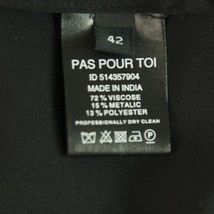 42
PAS POUR TOI
ID 514357904
MADE IN INDIA
72 % VISCOSE
15 % METALIC
13 % POLYESTER
PROFESSIONALLY DRY CLEAN